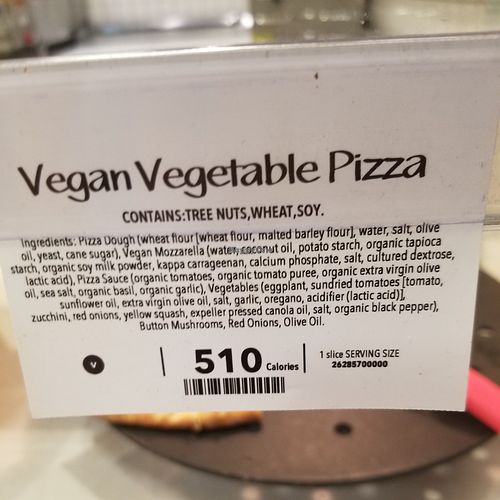 Vegan Vegetable Pizza
CONTAINS:TREE NUTS,WHEAT,SOY.
Ingredients: Pizza Dough (wheat flour [wheat flour, malted barley flour], water, salt, olive
oil, yeast, cane sugar), Vegan Mozzarella (water, coconut oil, potato starch, organic tapioca
starch, organic soy milk powder, kappa carrageenan, calcium phosphate, salt, cultured dextrose,
lactic acid), Pizza Sauce (organic tomatoes, organic tomato puree, organic extra virgin olive
oil, sea salt, organic basil, organic garlic), Vegetables (eggplant, sundried tomatoes [tomato,
sunflower oil, extra virgin olive oil, salt, garlic, oregano, acidifier (lactic acid)],
zucchini, red onions, yellow squash, expeller pressed canola oil, salt, organic black pepper),
Button Mushrooms, Red Onions, Olive Oil.
V | 510 Calories | 1 slice SERVING SIZE
26285700000